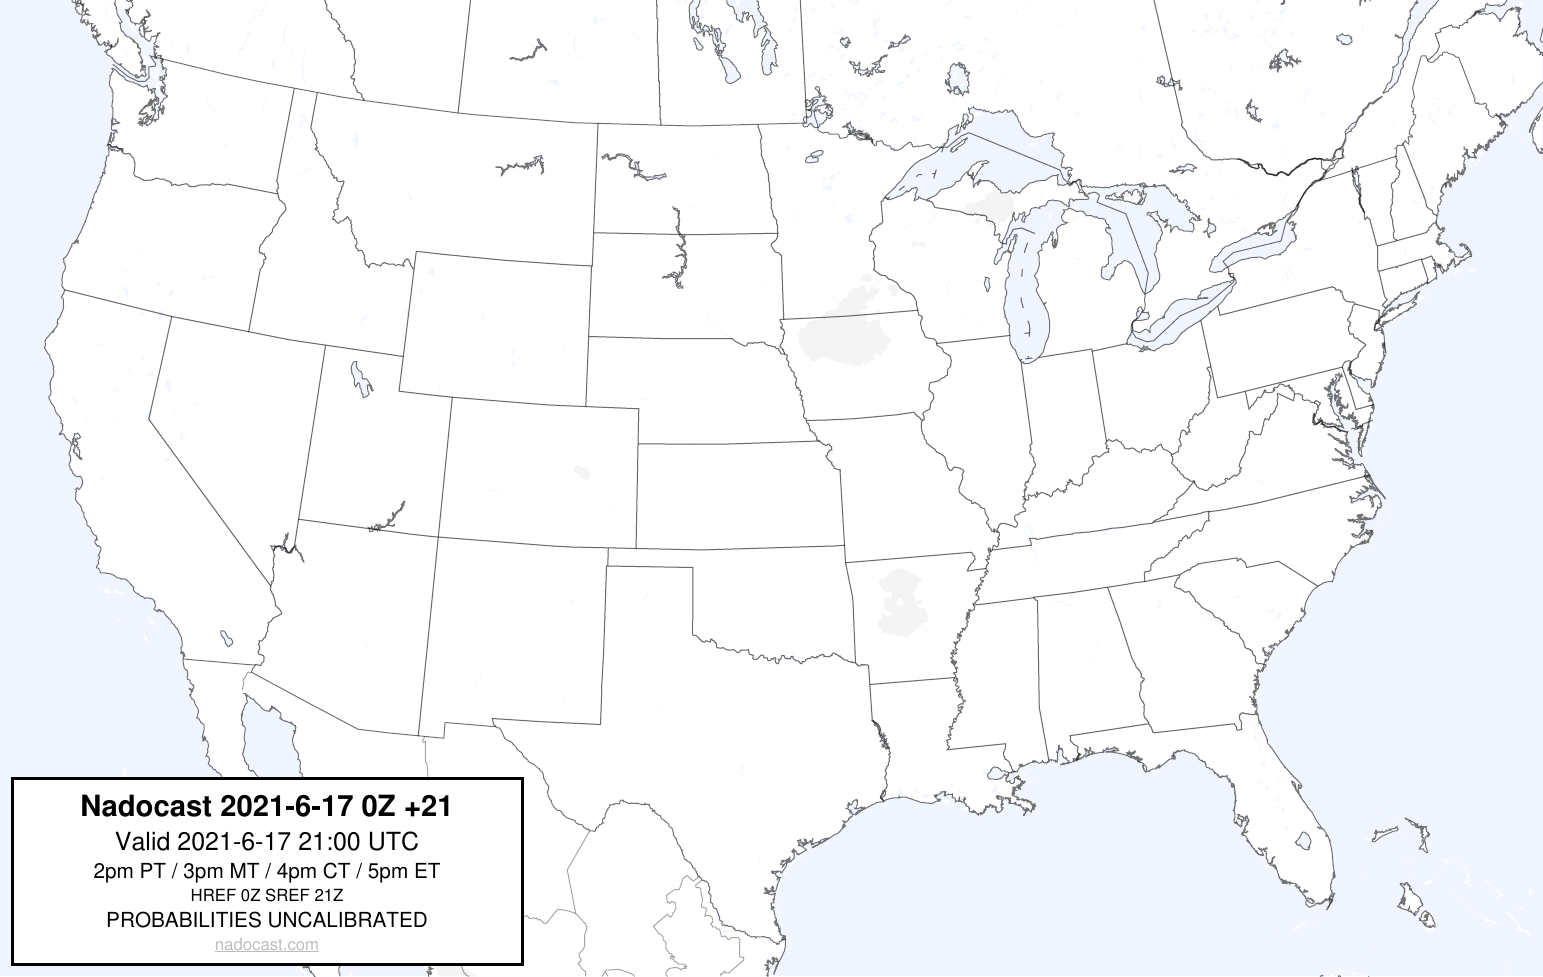 Nadocast 2021-6-17 0Z +21
Valid 2021-6-17 21:00 UTC
2pm PT / 3pm MT / 4pm CT / 5pm ET
HREF 0Z SREF 21Z
PROBABILITIES UNCALIBRATED
nadocast.com